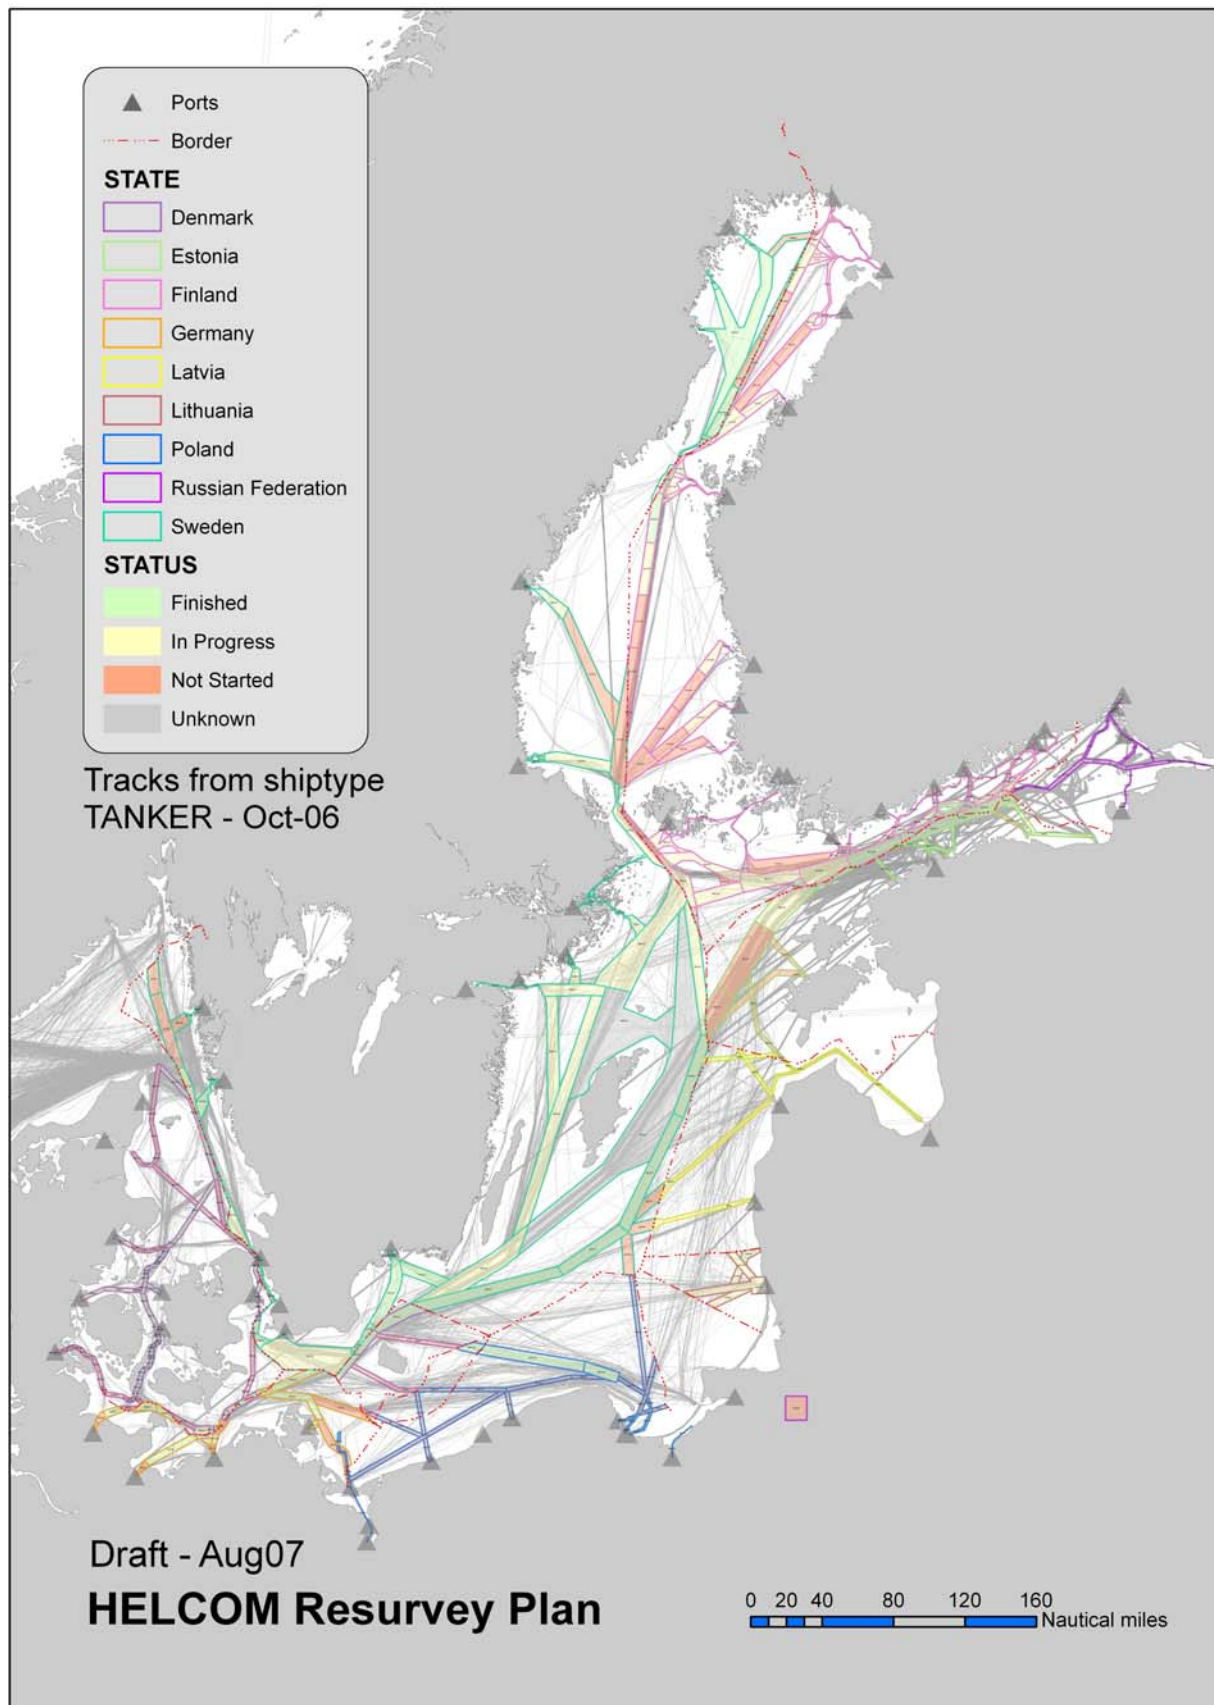 Ports
Border
STATE
Denmark
Estonia
Finland
Germany
Latvia
Lithuania
Poland
Russian Federation
Sweden
STATUS
Finished
In Progress
Not Started
Unknown
Tracks from shiptype
TANKER - Oct-06
Draft - Aug07
HELCOM Resurvey Plan
0 20 40 80 120 160
Nautical miles